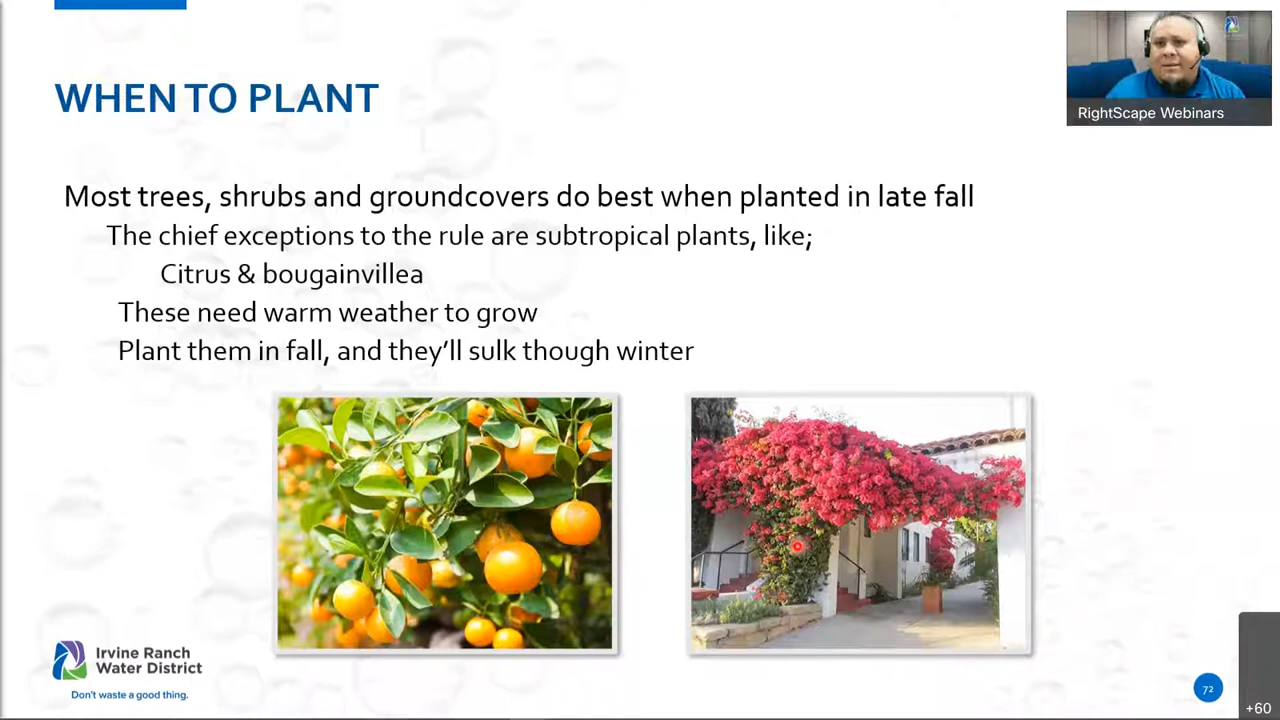 RightScape Webinars
WHEN TO PLANT
Most trees, shrubs and groundcovers do best when planted in late fall
The chief exceptions to the rule are subtropical plants, like;
Citrus & bougainvillea
These need warm weather to grow
Plant them in fall, and they’ll sulk though winter
Irvine Ranch
Water District
Don't waste a good thing.
72
+60